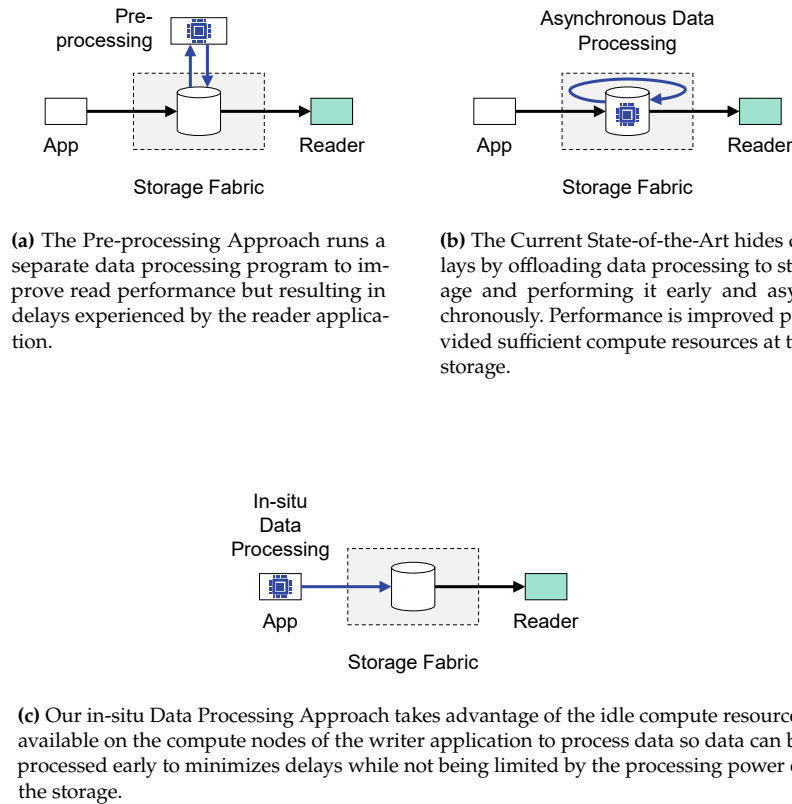 Pre-
processing
App
Reader
Storage Fabric
(a) The Pre-processing Approach runs a
separate data processing program to im-
prove read performance but resulting in
delays experienced by the reader applica-
tion.
Asynchronous Data
Processing
App
Reader
Storage Fabric
(b) The Current State-of-the-Art hides
lays by offloading data processing to
age and performing it early and
chronously. Performance is improved
vided sufficient compute resources at
storage.
In-situ
Data
Processing
App
Reader
Storage Fabric
(c) Our in-situ Data Processing Approach takes advantage of the idle compute
available on the compute nodes of the writer application to process data so data can
processed early to minimizes delays while not being limited by the processing power
the storage.